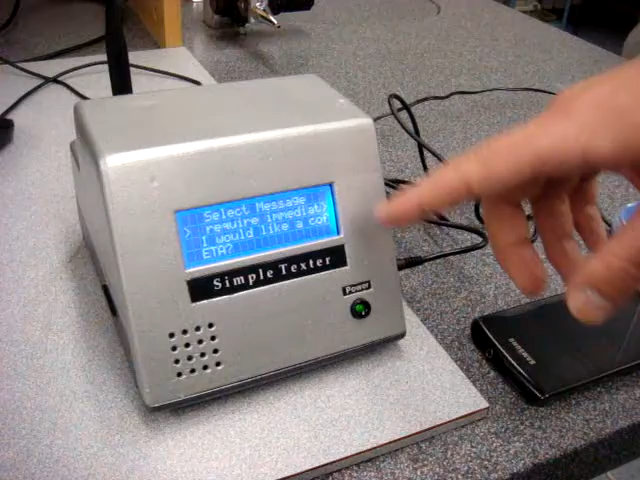 Select Message
> require immediat>
I would like a cof
ETA?
Simple Texter
Power
SAMSUNG